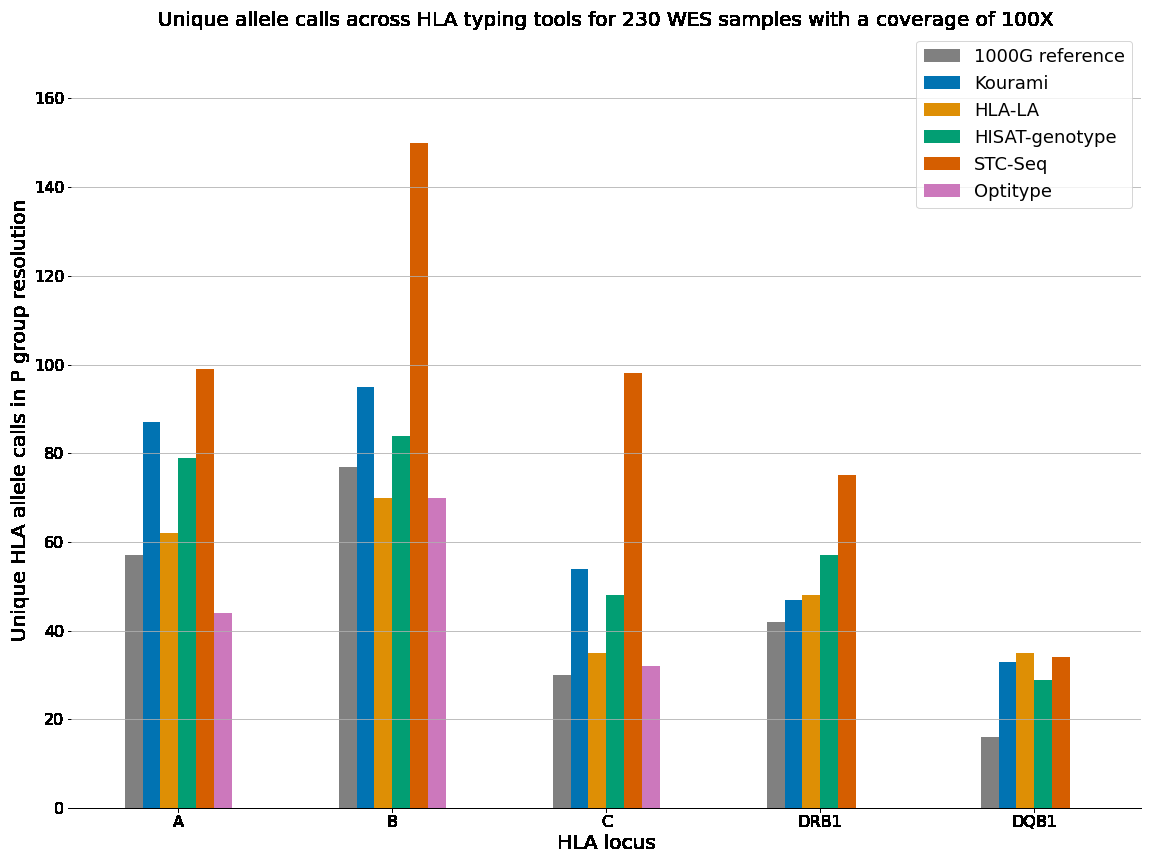 Unique allele calls across HLA typing tools for 230 WES samples with a coverage of 100X
1000G reference
Kourami
HLA-LA
HISAT-genotype
STC-Seq
Optitype
Unique HLA allele calls in P group resolution
160
140
120
100
80
60
40
20
0
A B C DRB1 DQB1
HLA locus